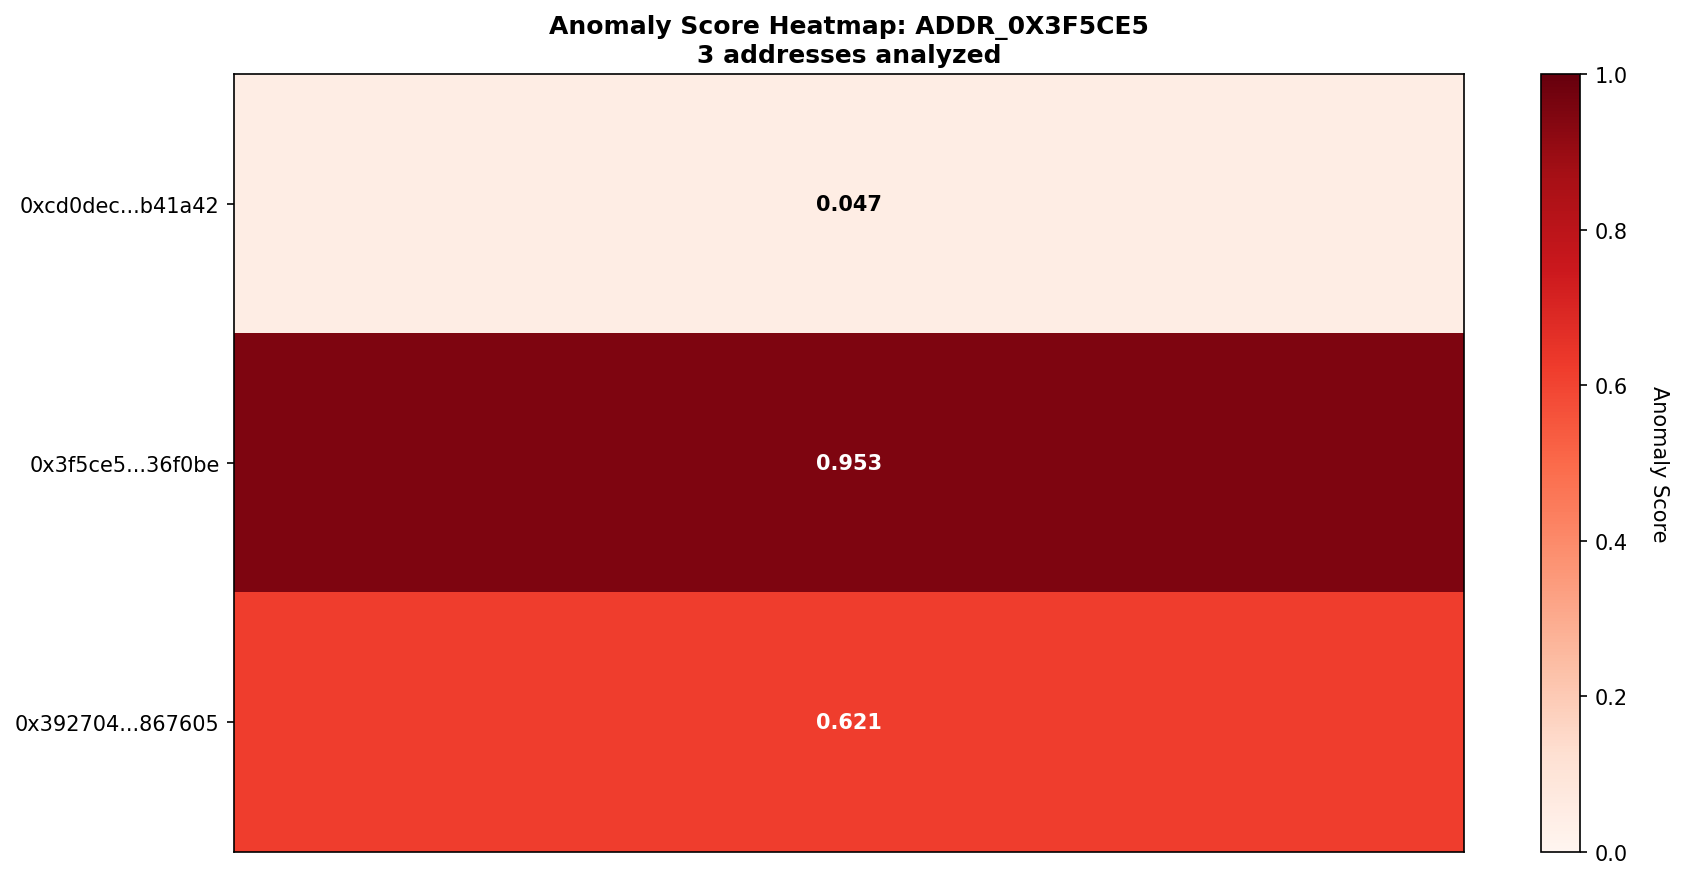 Anomaly Score Heatmap: ADDR_0X3F5CE5
3 addresses analyzed
0xcd0dec...b41a42
0.047
0x3f5ce5...36f0be
0.953
0x392704...867605
0.621
1.0
0.8
0.6
0.4
0.2
0.0
Anomaly Score